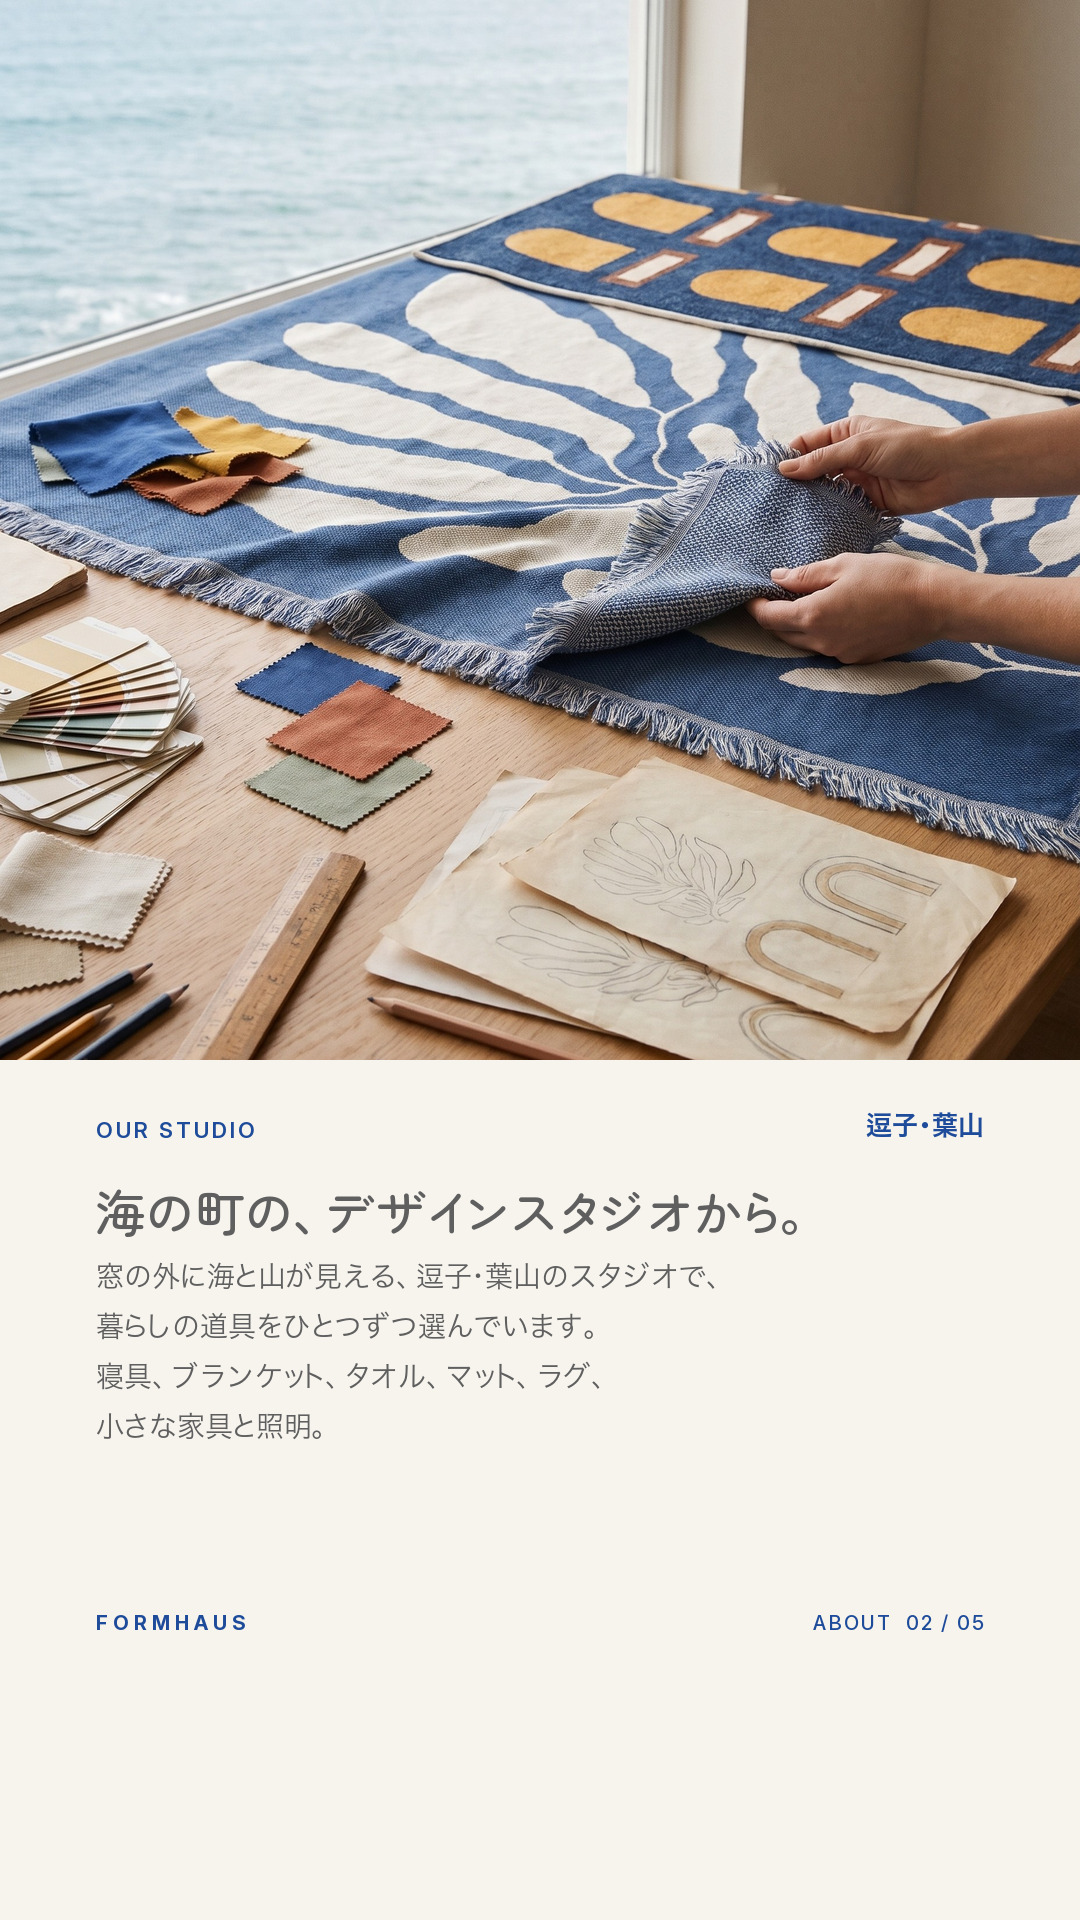 OUR STUDIO
逗子・葉山
海の町の、デザインスタジオから。
窓の外に海と山が見える、逗子・葉山のスタジオで、
暮らしの道具をひとつずつ選んでいます。
寝具、ブランケット、タオル、マット、ラグ、
小さな家具と照明。
FORMHAUS
ABOUT 02 / 05